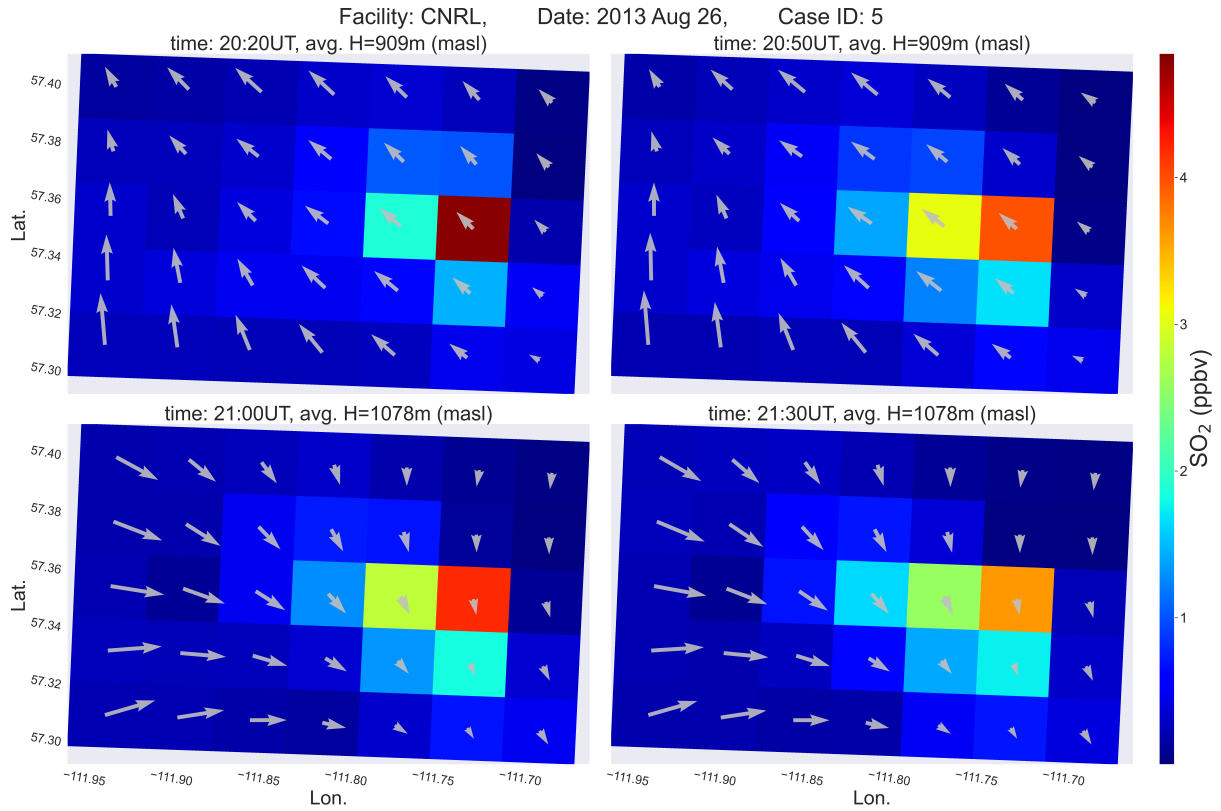 Facility: CNRL, Date: 2013 Aug 26, Case ID: 5
time: 20:20UT, avg. H=909m (masl)
time: 20:50UT, avg. H=909m (masl)
57.40
57.38
57.36
57.34
57.32
57.30
Lat.
time: 21:00UT, avg. H=1078m (masl)
time: 21:30UT, avg. H=1078m (masl)
57.40
57.38
57.36
57.34
57.32
57.30
Lat.
−111.95 −111.90 −111.85 −111.80 −111.75 −111.70
Lon.
−111.95 −111.90 −111.85 −111.80 −111.75 −111.70
Lon.
4
3
2
1
SO₂ (ppbv)